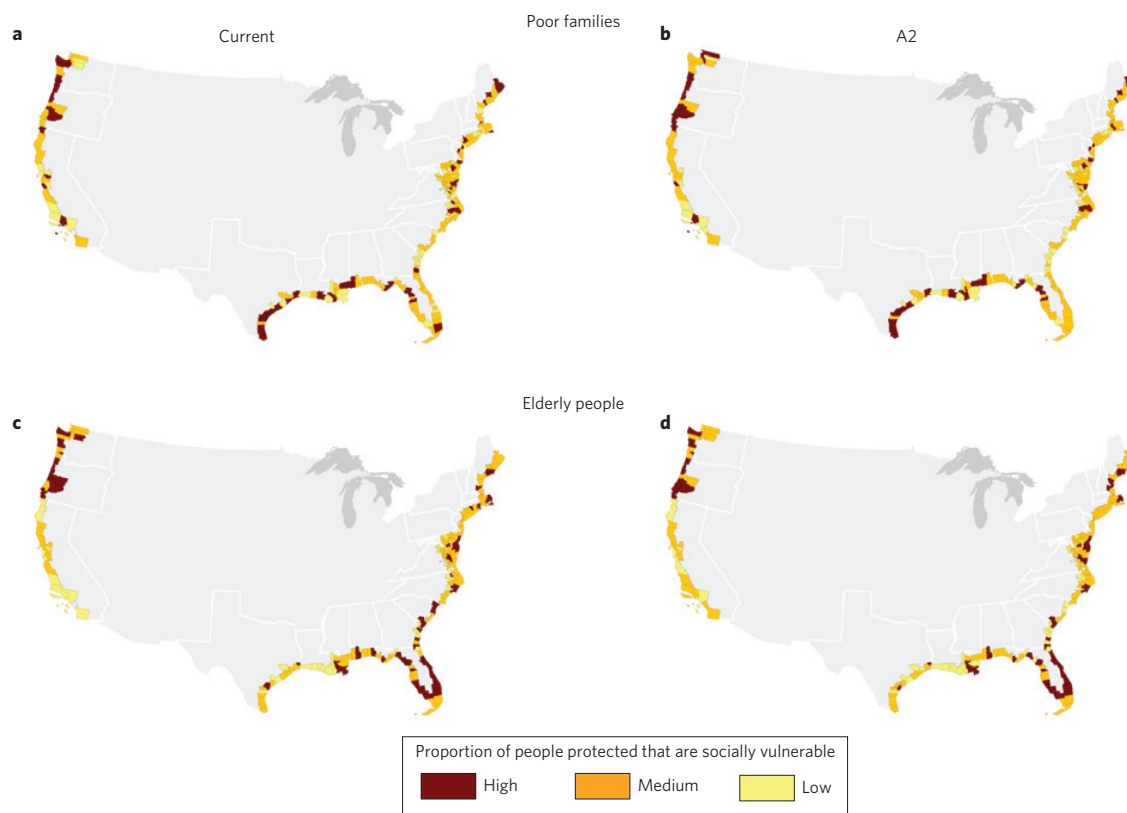 Poor families
a
Current
b
A2
Elderly people
c
d
Proportion of people protected that are socially vulnerable
High
Medium
Low